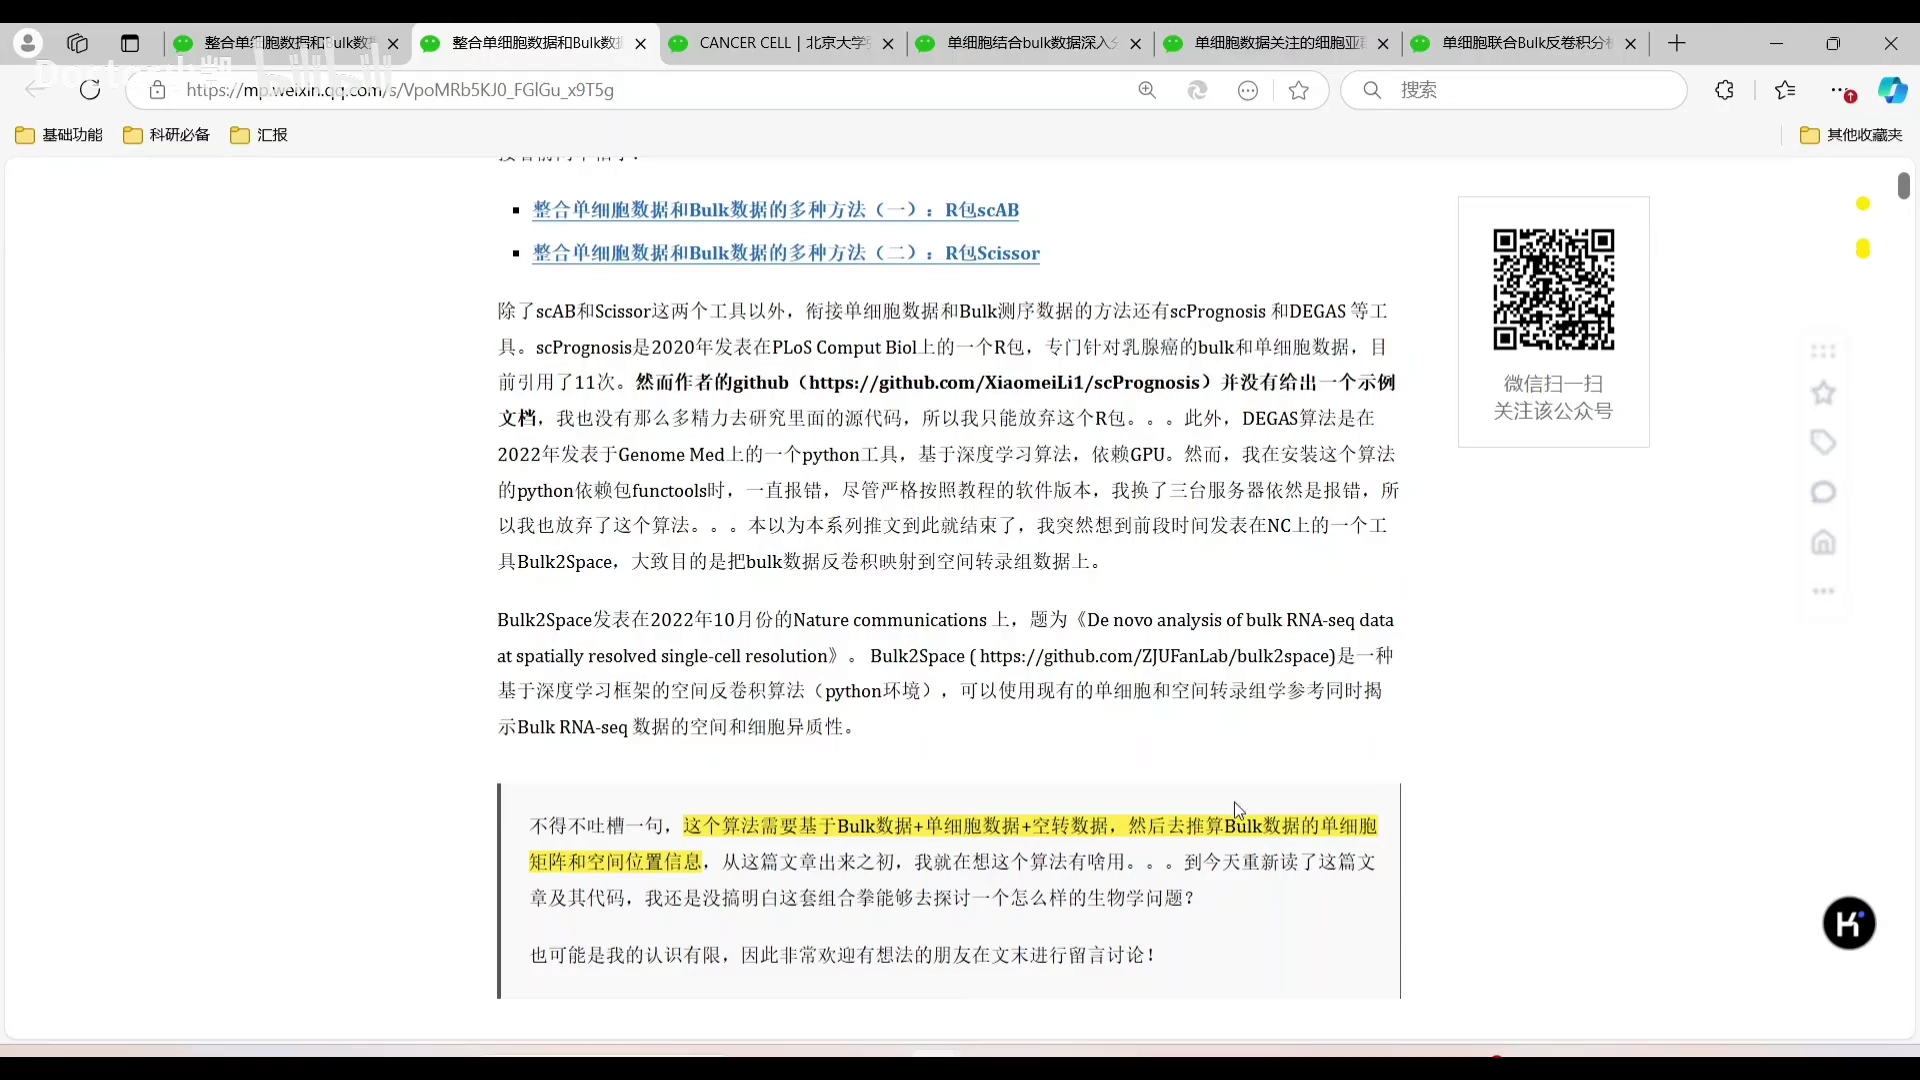 整合单细胞数据和Bulk数据
整合单细胞数据和Bulk数据
CANCER CELL | 北京大学
单细胞结合bulk数据深入
单细胞数据关注的细胞亚
单细胞联合Bulk反卷积分析
https://mp.weixin.qq.com/s/VpoMRb5KJ0_FGlGu_x9T5g
搜索
基础功能
科研必备
汇报
其他收藏夹
整合单细胞数据和Bulk数据的多种方法（一）：R包scAB
整合单细胞数据和Bulk数据的多种方法（二）：R包Scissor
除了scAB和Scissor这两个工具以外，衔接单细胞数据和Bulk测序数据的方法还有scPrognosis 和DEGAS 等工
具。scPrognosis是2020年发表在PLoS Comput Biol上的一个R包，专门针对乳腺癌的bulk和单细胞数据，目
前引用了11次。然而作者的github（https://github.com/XiaomeiLi1/scPrognosis）并没有给出一个示例
文档，我也没有那么多精力去研究里面的源代码，所以我只能放弃这个R包。。。此外，DEGAS算法是在
2022年发表于Genome Med上的一个python工具，基于深度学习算法，依赖GPU。然而，我在安装这个算法
的python依赖包functools时，一直报错，尽管严格按照教程的软件版本，我换了三台服务器依然是报错，所
以我也放弃了这个算法。。。本以为本系列推文到此就结束了，我突然想到前段时间发表在NC上的一个工
具Bulk2Space，大致目的是把bulk数据反卷积映射到空间转录组数据上。
Bulk2Space发表在2022年10月份的Nature communications 上，题为《De novo analysis of bulk RNA-seq data
at spatially resolved single-cell resolution》。 Bulk2Space ( https://github.com/ZJUFanLab/bulk2space)是一种
基于深度学习框架的空间反卷积算法（python环境），可以使用现有的单细胞和空间转录组学参考同时揭
示Bulk RNA-seq 数据的空间和细胞异质性。
不得不吐槽一句，这个算法需要基于Bulk数据+单细胞数据+空转数据，然后去推算Bulk数据的单细胞
矩阵和空间位置信息，从这篇文章出来之初，我就在想这个算法有啥用。。。到今天重新读了这篇文
章及其代码，我还是没搞明白这套组合拳能够去探讨一个怎么样的生物学问题？
也可能是我的认识有限，因此非常欢迎有想法的朋友在文末进行留言讨论！
微信扫一扫
关注该公众号